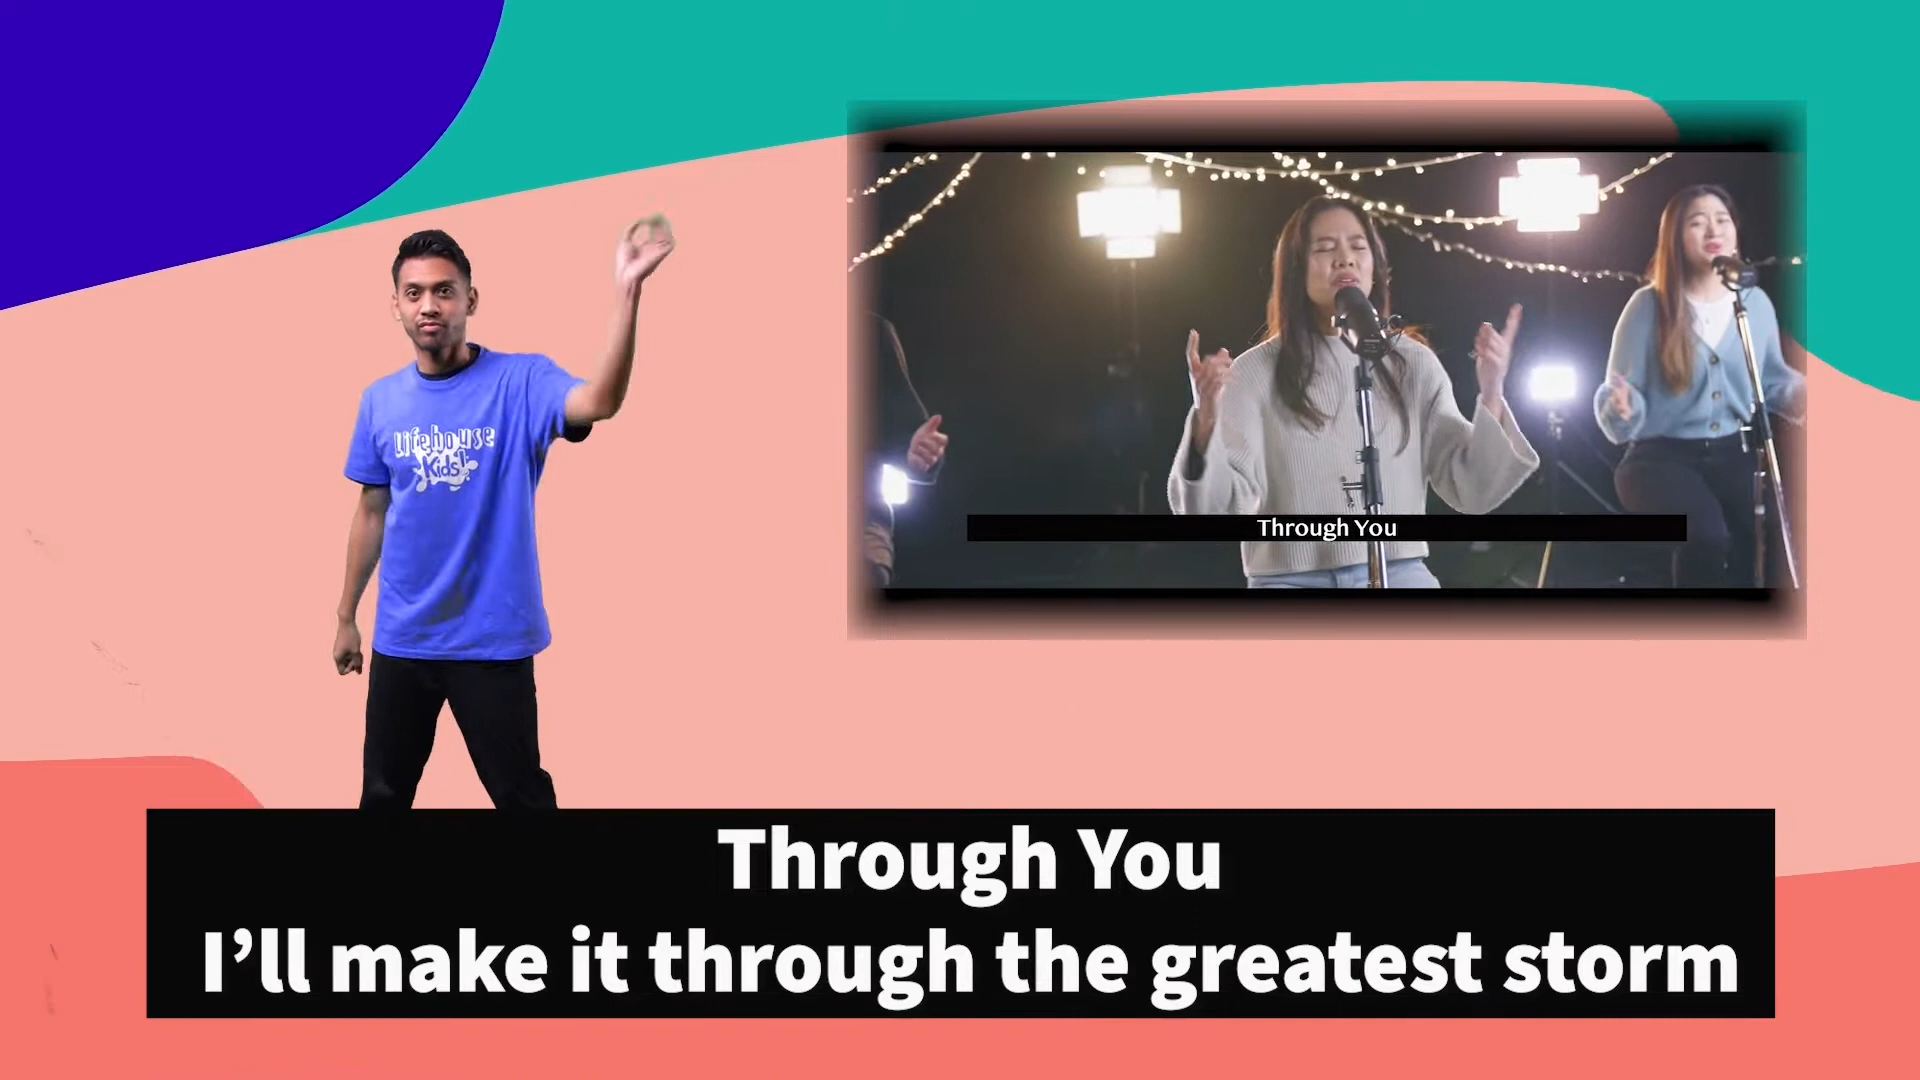 Lifehouse
Kids!
Through You
Through You
I’ll make it through the greatest storm